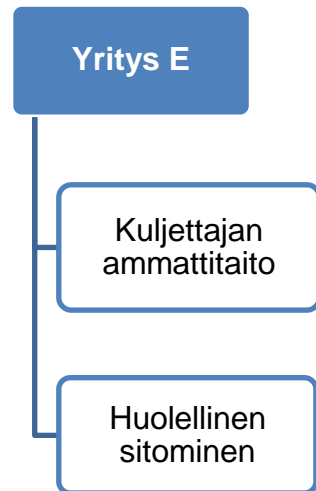 Yritys E
Kuljettajan
ammattitaito
Huolellinen
sitominen